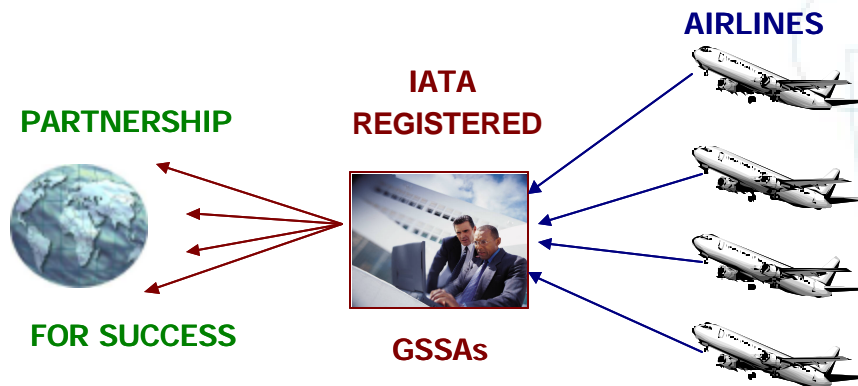 AIRLINES
IATA
REGISTERED
PARTNERSHIP
FOR SUCCESS
GSSAs